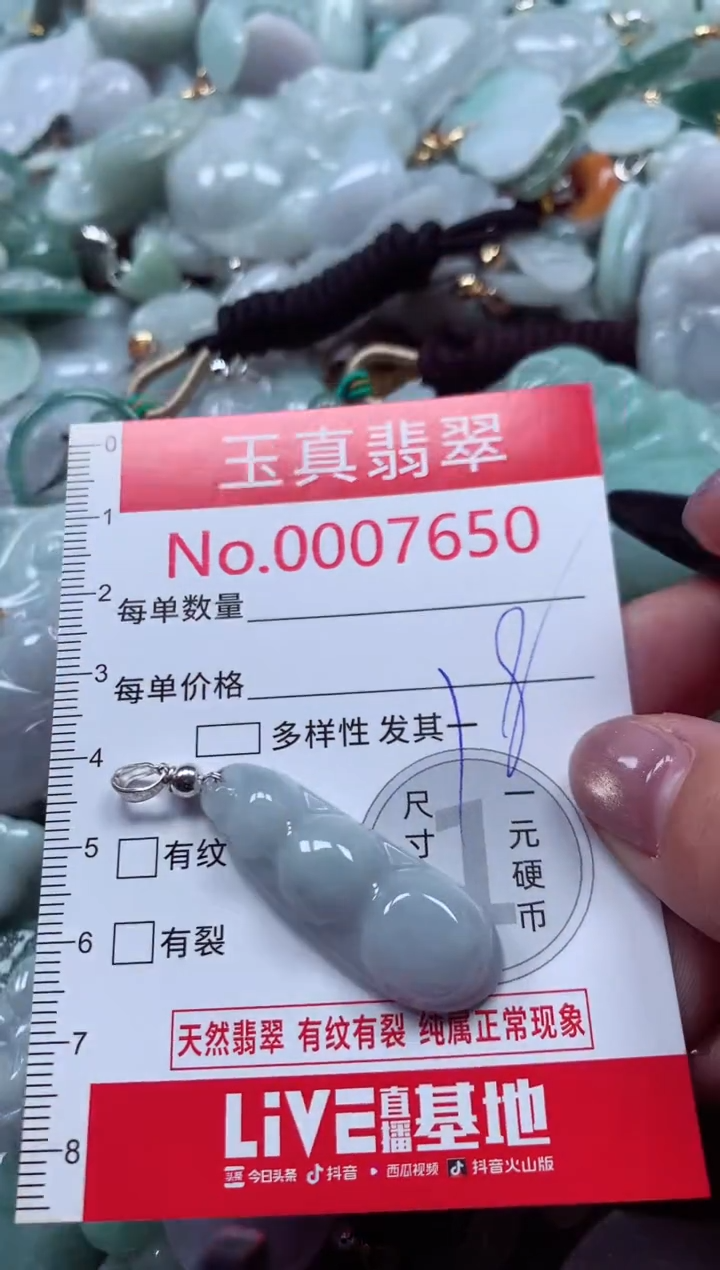 玉真翡翠
No.0007650
0
1
2
3
4
5
6
7
8
每单数量
每单价格
18
多样性 发其一
尺寸
1
一元硬币
有纹
有裂
天然翡翠 有纹有裂 纯属正常现象
LiVE直播基地
头条 今日头条 抖音 西瓜视频 抖音火山版